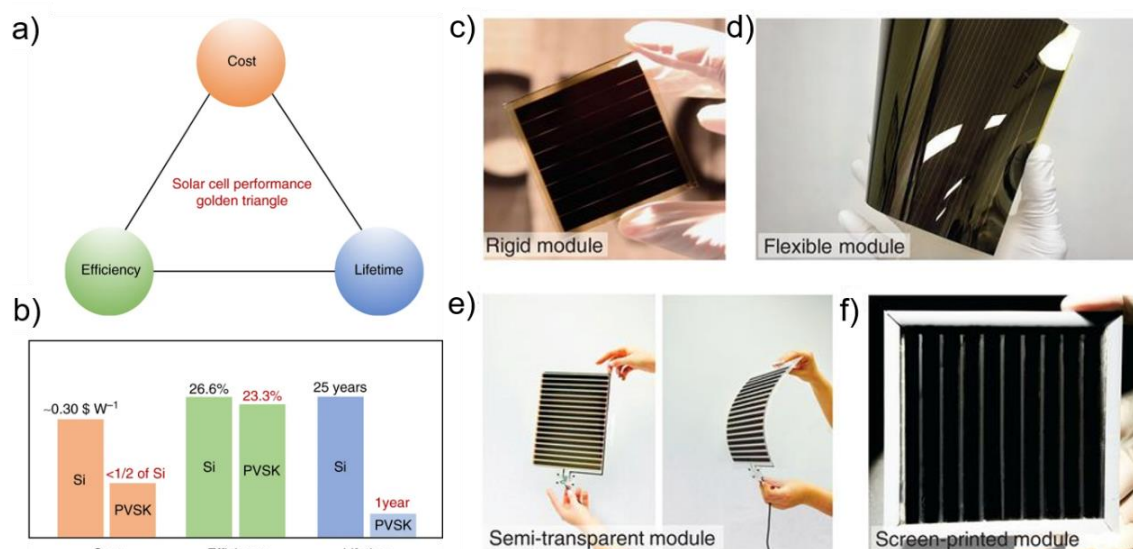 a)
Cost
Solar cell performance
golden triangle
Efficiency
Lifetime
b)
~0.30 $ W⁻¹
Si
<1/2 of Si
PVSK
26.6%
Si
23.3%
PVSK
25 years
Si
1year
PVSK
c)
Rigid module
d)
Flexible module
e)
Semi-transparent module
f)
Screen-printed module